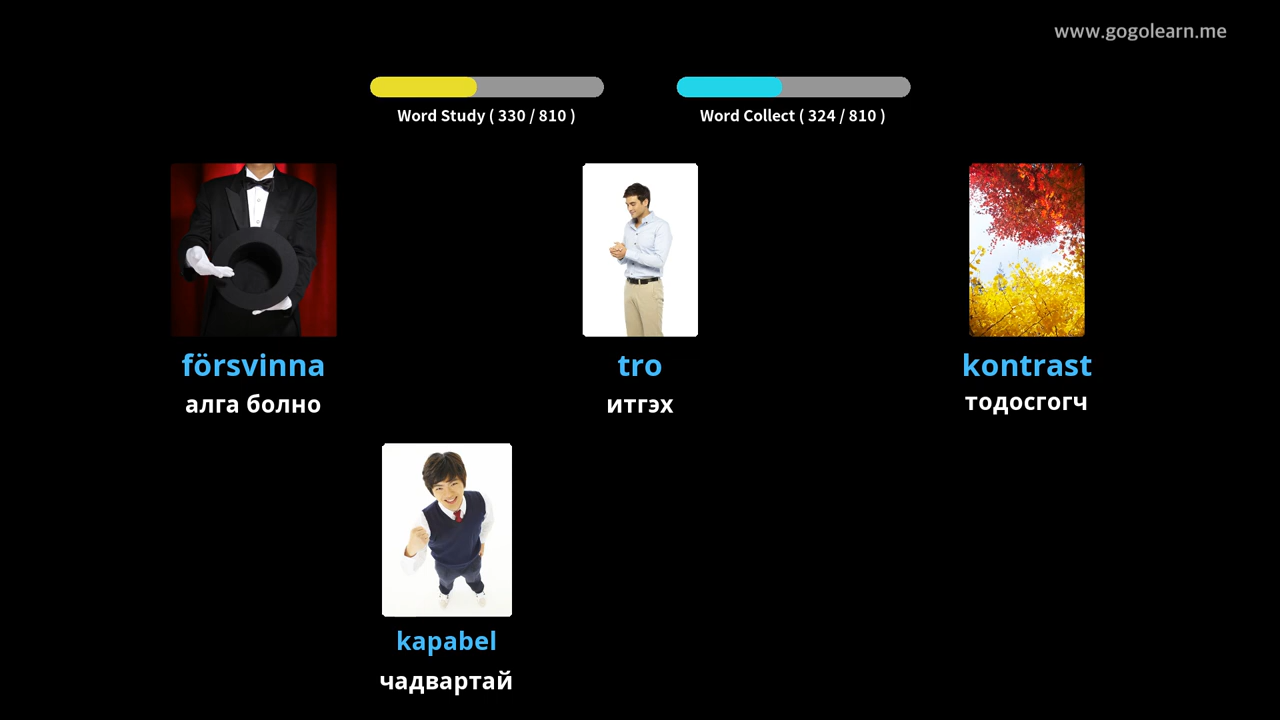 www.gogolearn.me
Word Study ( 330 / 810 )
Word Collect ( 324 / 810 )
försvinna
алга болно
tro
итгэх
kontrast
тодосгогч
kapabel
чадвартай